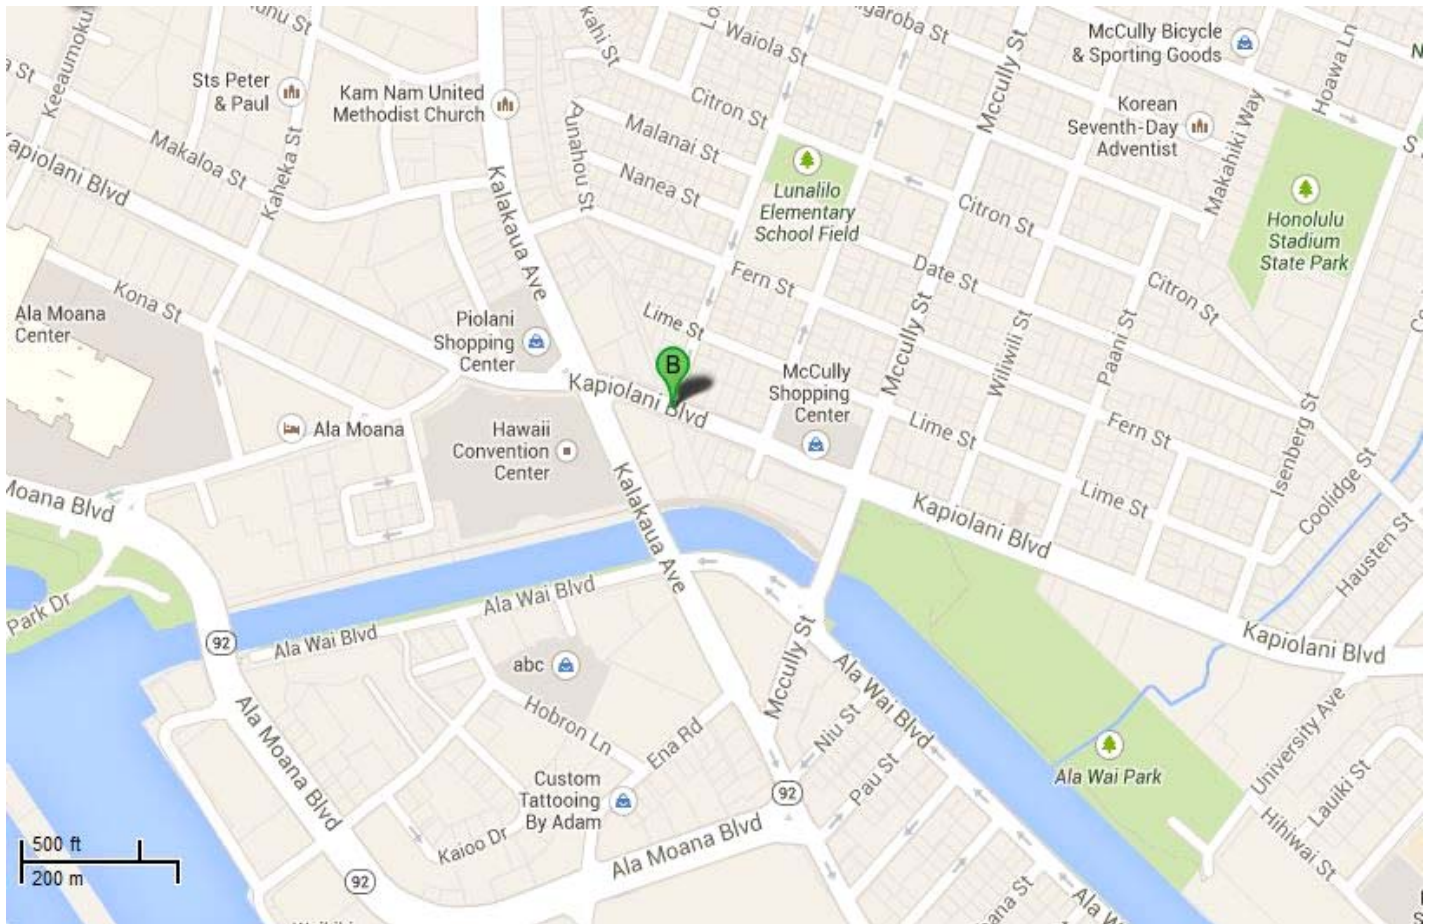 Keeaumoku
Sts Peter
& Paul
Kam Nam United
Methodist Church
Waiola St
Mccully St
McCully Bicycle
& Sporting Goods
Hoawa Ln
Kapiolani Blvd
Makaloa St
Kaheka St
Kalakaua Ave
Punahou St
Citron St
Malanai St
Nanea St
Lunalilo
Elementary
School Field
Korean
Seventh-Day
Adventist
Makahiki Way
Honolulu
Stadium
State Park
Citron St
Date St
Fern St
Citron St
Kona St
Ala Moana
Center
Piolani
Shopping
Center
Lime St
B
Kapiolani Blvd
McCully
Shopping
Center
Mccully St
Wiliwili St
Paani St
Ala Moana
Hawaii
Convention
Center
Lime St
Fern St
Isenberg St
Coolidge St
Lime St
Moana Blvd
Kalakaua Ave
Kapiolani Blvd
Hausten St
Park Dr
92
Ala Wai Blvd
Ala Wai Blvd
Kapiolani Blvd
abc
Mccully St
Ala Wai Blvd
Hobron Ln
Ena Rd
Niu St
Pau St
Ala Wai Park
University Ave
Lauiki St
Hihiwai St
Ala Moana Blvd
Custom
Tattooing
By Adam
92
Kaioo Dr
Ala Moana Blvd
92
500 ft
200 m
Ala W